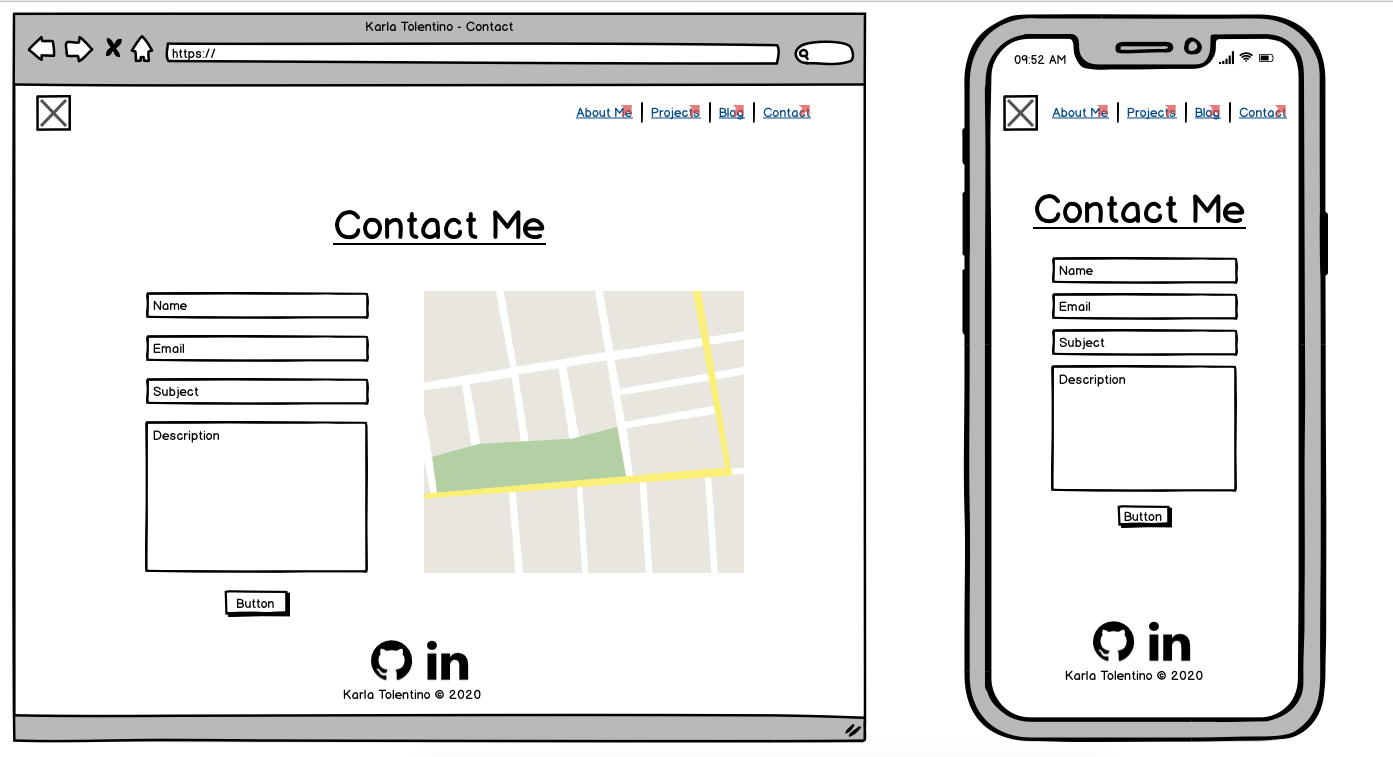 Karla Tolentino - Contact
https://
About Me | Projects | Blog | Contact
Contact Me
Name
Email
Subject
Description
Button
in
Karla Tolentino © 2020
09:52 AM
About Me | Projects | Blog | Contact
Contact Me
Name
Email
Subject
Description
Button
in
Karla Tolentino © 2020